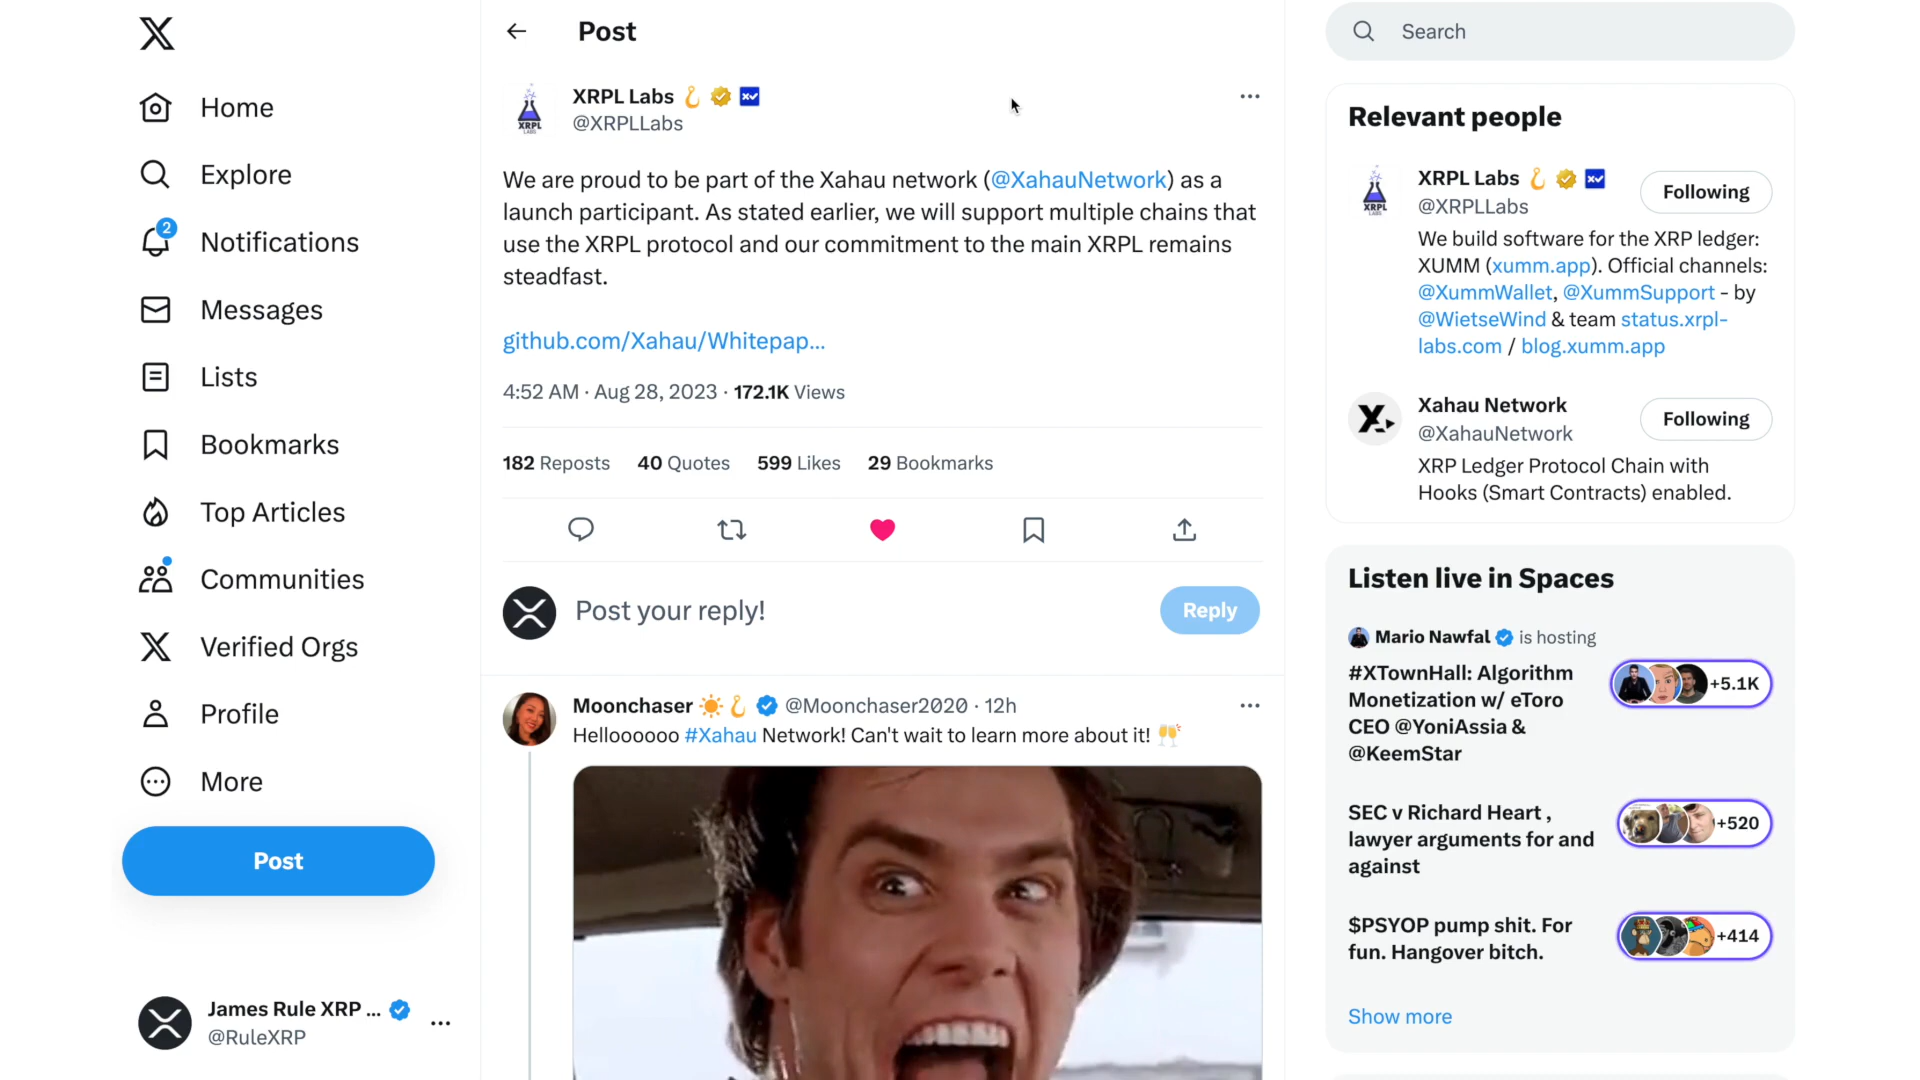 Post
Search
Home
Explore
2
Notifications
Messages
Lists
Bookmarks
Top Articles
Communities
Verified Orgs
Profile
More
Post
James Rule XRP ...
@RuleXRP
XRPL Labs
@XRPLLabs
We are proud to be part of the Xahau network (@XahauNetwork) as a
launch participant. As stated earlier, we will support multiple chains that
use the XRPL protocol and our commitment to the main XRPL remains
steadfast.
github.com/Xahau/Whitepap...
4:52 AM · Aug 28, 2023 · 172.1K Views
182 Reposts 40 Quotes 599 Likes 29 Bookmarks
Post your reply!
Reply
Moonchaser @Moonchaser2020 · 12h
Helloooooo #Xahau Network! Can't wait to learn more about it!
Relevant people
XRPL Labs
@XRPLLabs
Following
We build software for the XRP ledger:
XUMM (xumm.app). Official channels:
@XummWallet, @XummSupport - by
@WietseWind & team status.xrpl-
labs.com / blog.xumm.app
Xahau Network
@XahauNetwork
Following
XRP Ledger Protocol Chain with
Hooks (Smart Contracts) enabled.
Listen live in Spaces
Mario Nawfal is hosting
#XTownHall: Algorithm
Monetization w/ eToro
CEO @YoniAssia &
@KeemStar
+5.1K
SEC v Richard Heart ,
lawyer arguments for and
against
+520
$PSYOP pump shit. For
fun. Hangover bitch.
+414
Show more